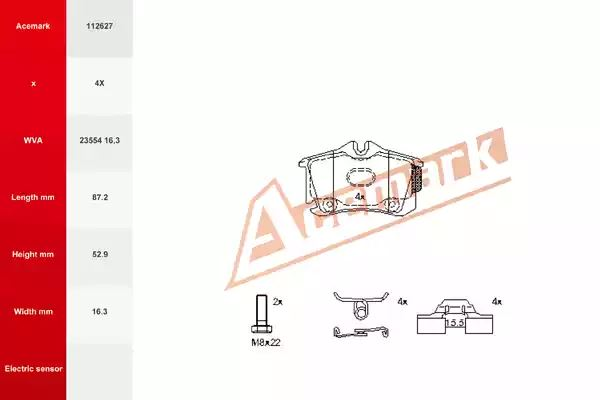 Acemark 112627
x 4X
WVA 23554 16,3
Length mm 87.2
Height mm 52.9
Width mm 16.3
Electric sensor
Acemark
4x
2x
M8x22
4x
4x
15.5